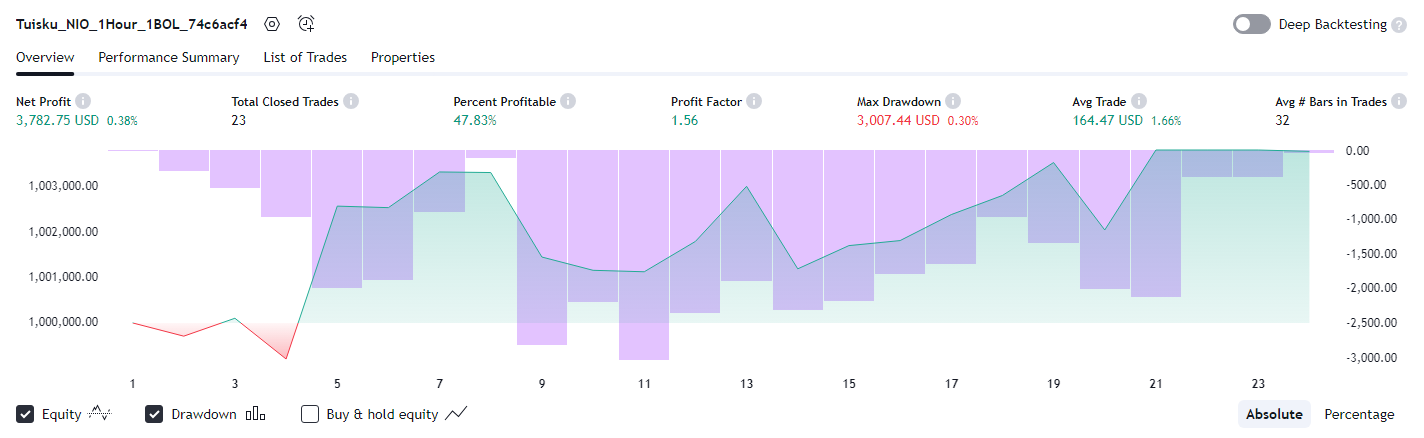 Tuisku_NIO_1Hour_1BOL_74c6acf4 Deep Backtesting
Overview Performance Summary List of Trades Properties
Net Profit Total Closed Trades Percent Profitable Profit Factor Max Drawdown Avg Trade Avg # Bars in Trades
3,782.75 USD 0.38% 23 47.83% 1.56 3,007.44 USD 0.30% 164.47 USD 1.66% 32
0.00
1,003,000.00 -500.00
-1,000.00
1,002,000.00
-1,500.00
1,001,000.00
-2,000.00
1,000,000.00 -2,500.00
-3,000.00
1 3 5 7 9 11 13 15 17 19 21 23
Equity Drawdown Buy & hold equity Absolute Percentage